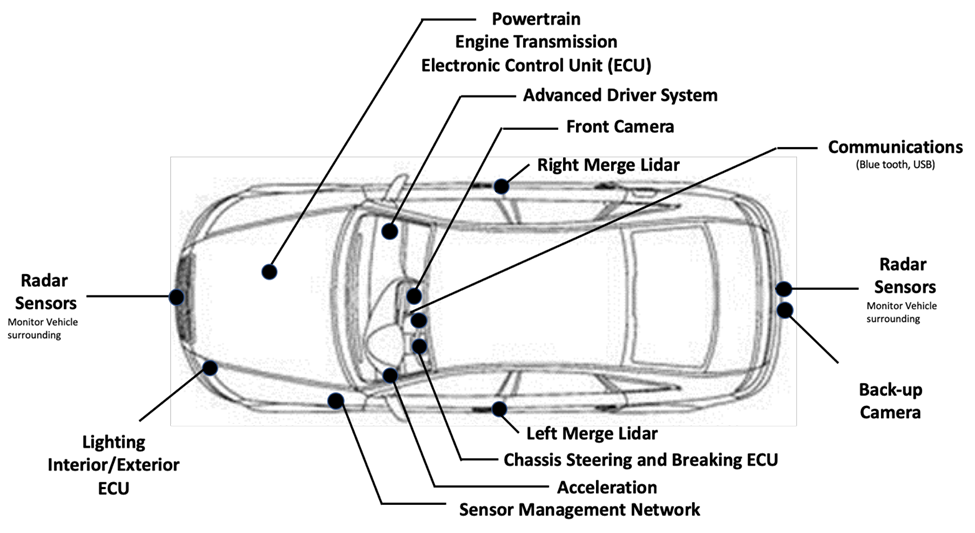 Powertrain
Engine Transmission
Electronic Control Unit (ECU)
Advanced Driver System
Front Camera
Communications
(Blue tooth, USB)
Right Merge Lidar
Radar
Sensors
Monitor Vehicle
surrounding
Radar
Sensors
Monitor Vehicle
surrounding
Back-up
Camera
Left Merge Lidar
Lighting
Interior/Exterior
ECU
Chassis Steering and Breaking ECU
Acceleration
Sensor Management Network